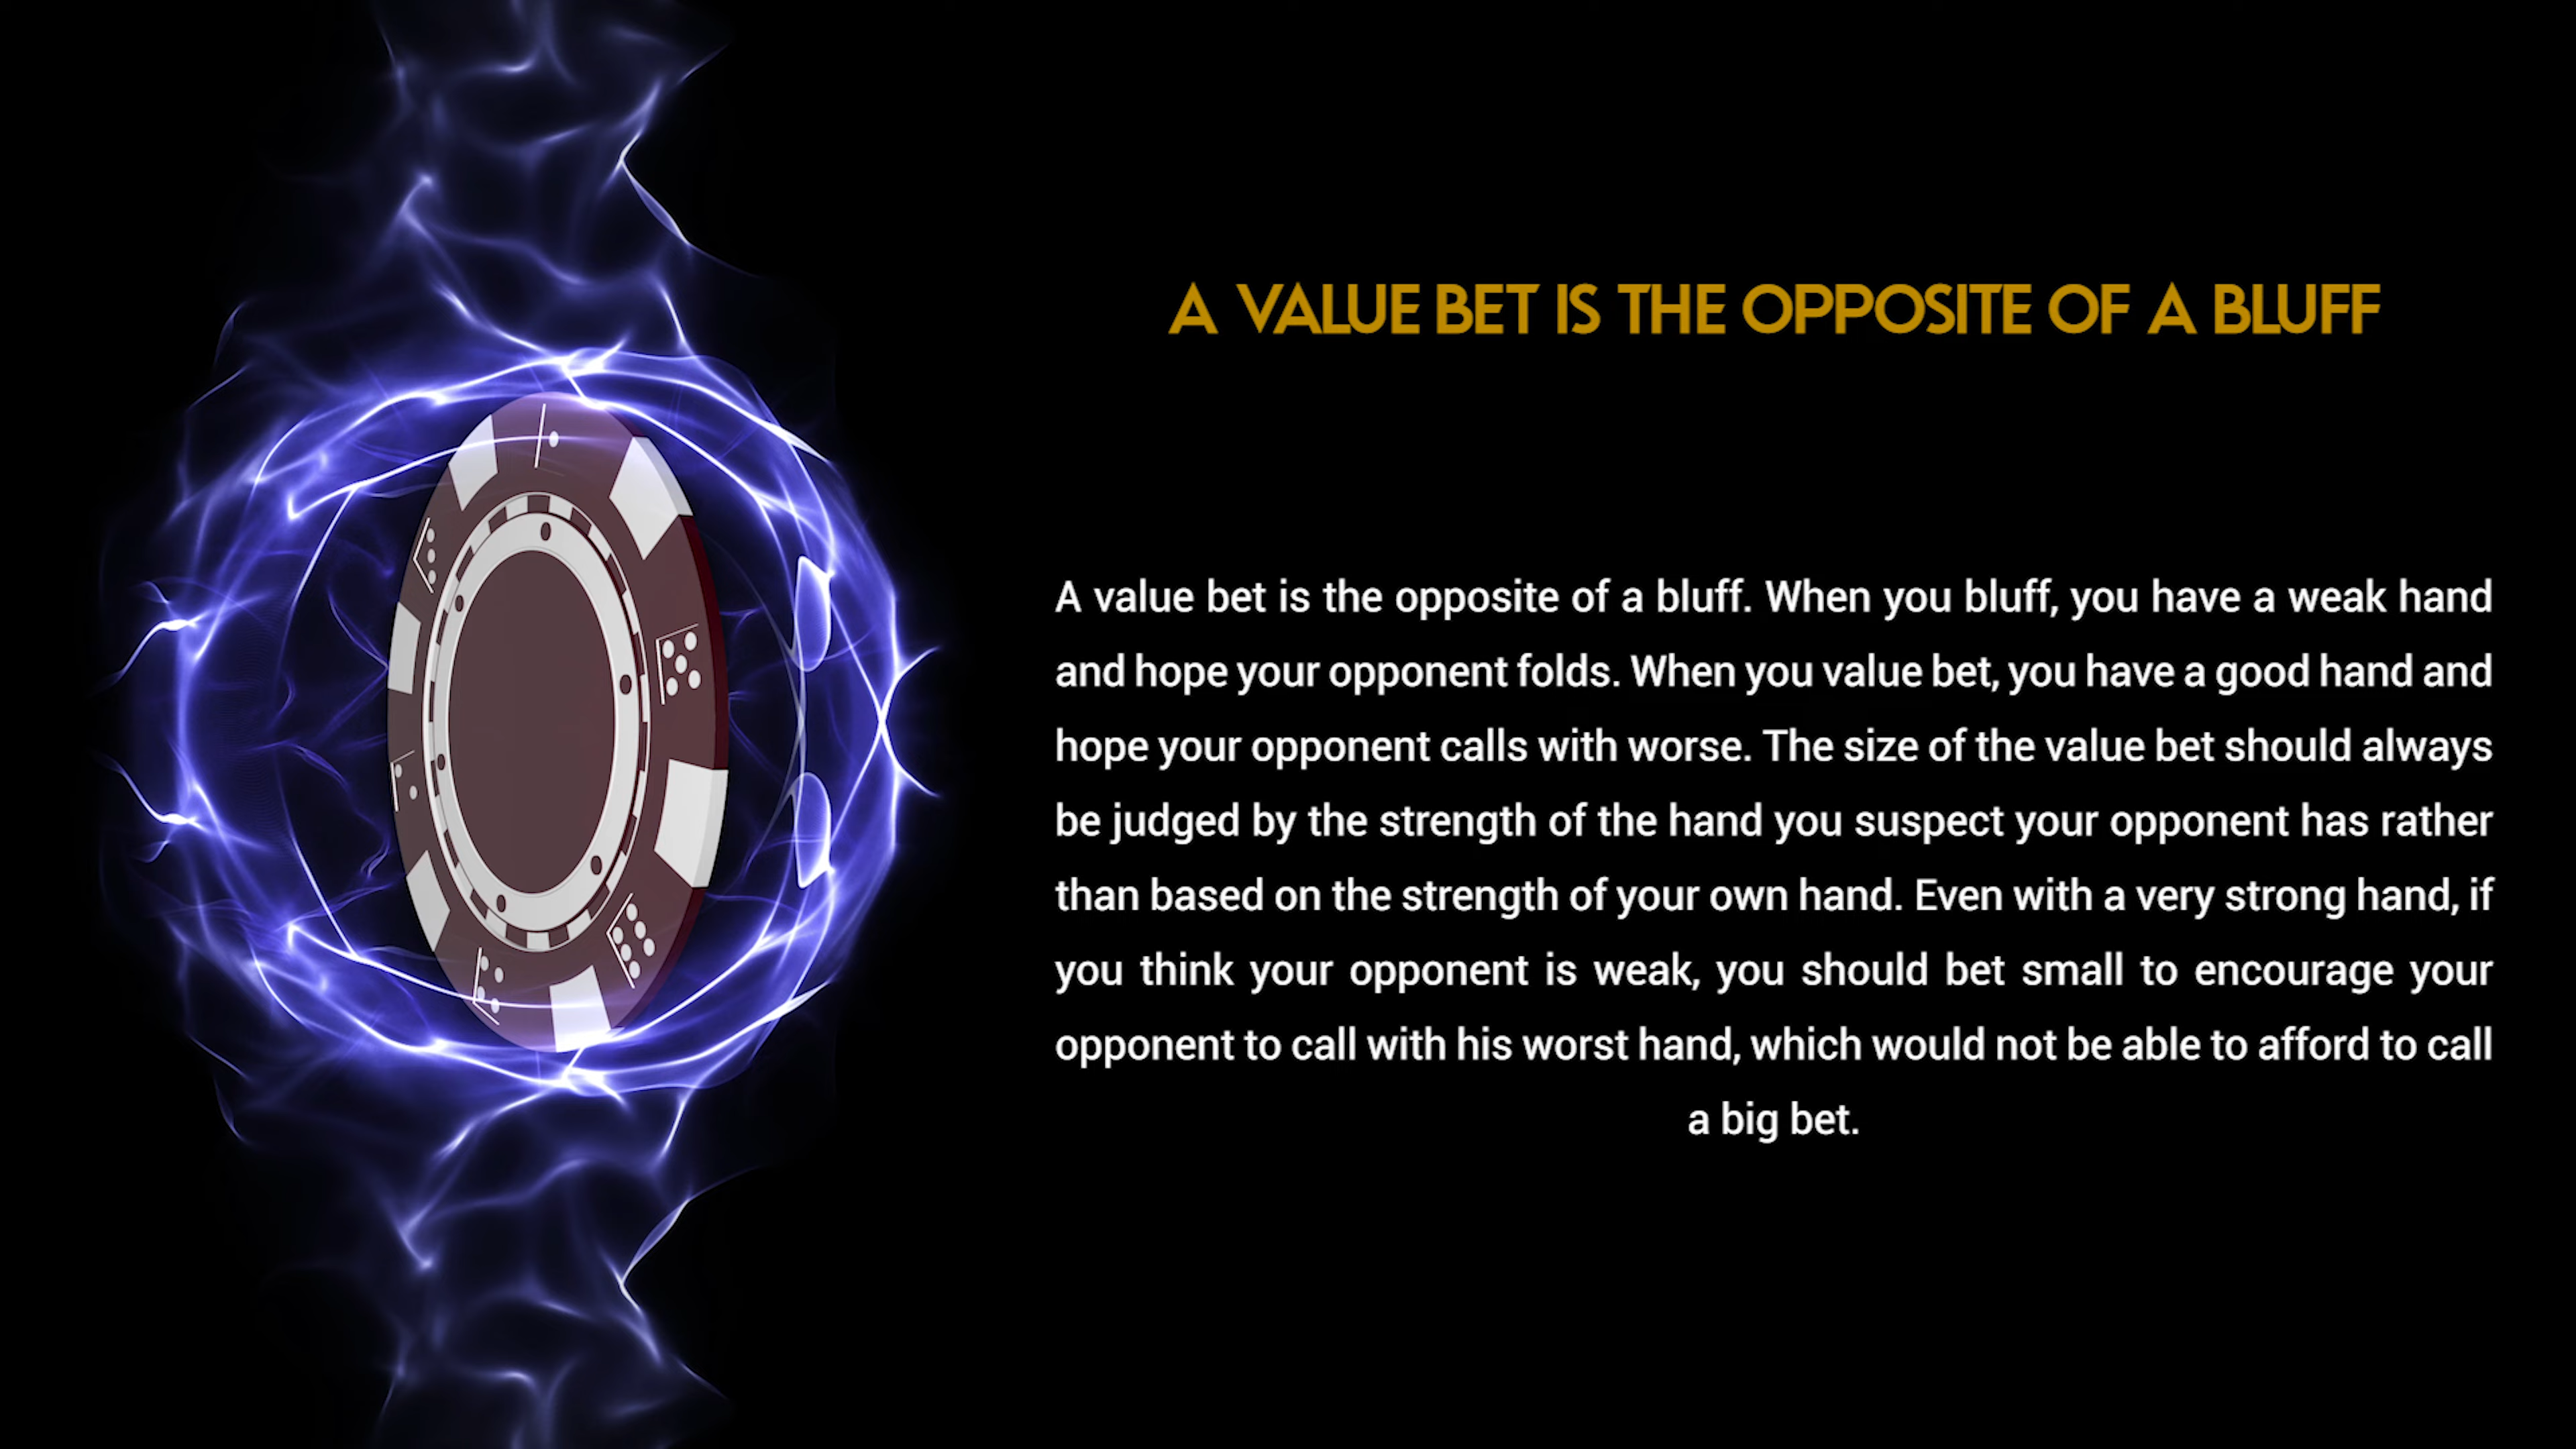 A VALUE BET IS THE OPPOSITE OF A BLUFF
A value bet is the opposite of a bluff. When you bluff, you have a weak hand
and hope your opponent folds. When you value bet, you have a good hand and
hope your opponent calls with worse. The size of the value bet should always
be judged by the strength of the hand you suspect your opponent has rather
than based on the strength of your own hand. Even with a very strong hand, if
you think your opponent is weak, you should bet small to encourage your
opponent to call with his worst hand, which would not be able to afford to call
a big bet.